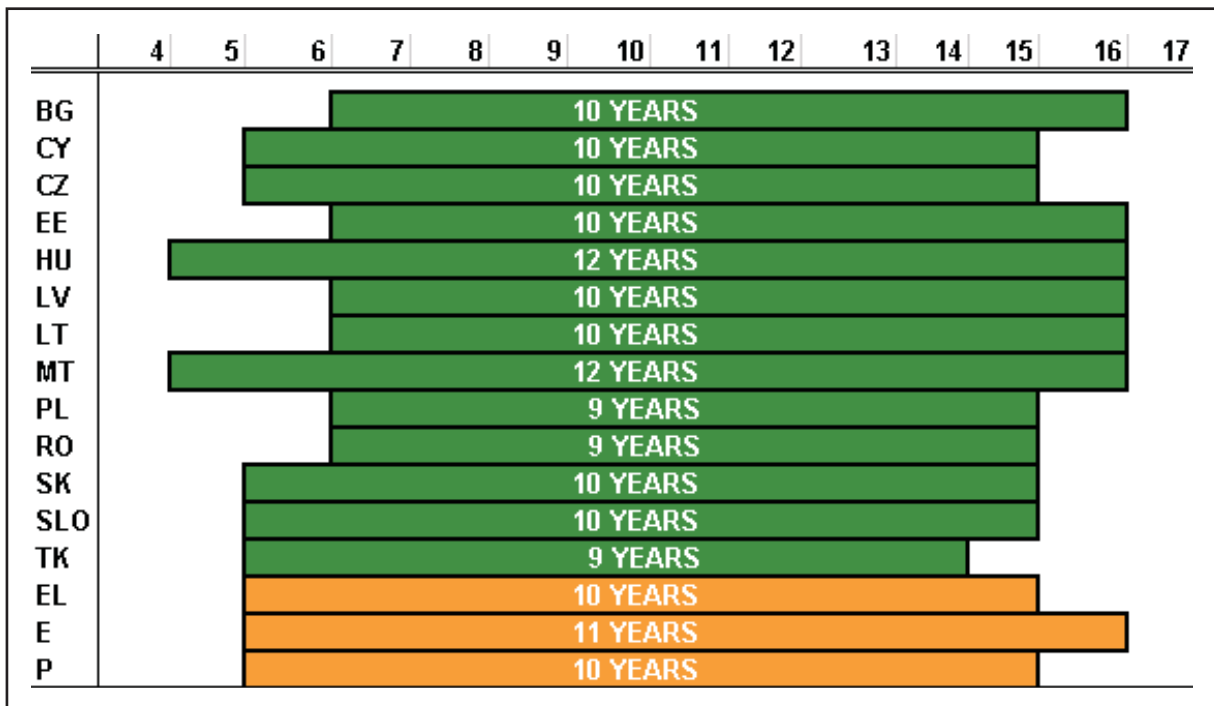 4 5 6 7 8 9 10 11 12 13 14 15 16 17
BG 10 YEARS
CY 10 YEARS
CZ 10 YEARS
EE 10 YEARS
HU 12 YEARS
LV 10 YEARS
LT 10 YEARS
MT 12 YEARS
PL 9 YEARS
RO 9 YEARS
SK 10 YEARS
SLO 10 YEARS
TK 9 YEARS
EL 10 YEARS
E 11 YEARS
P 10 YEARS